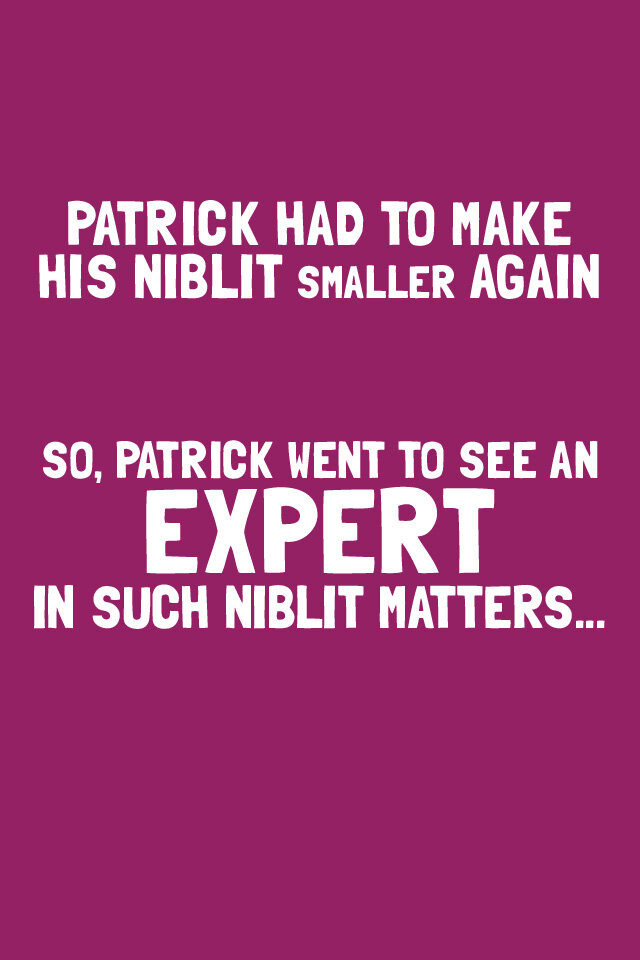 PATRICK HAD TO MAKE
HIS NIBLIT SMALLER AGAIN
SO, PATRICK WENT TO SEE AN
EXPERT
IN SUCH NIBLIT MATTERS...